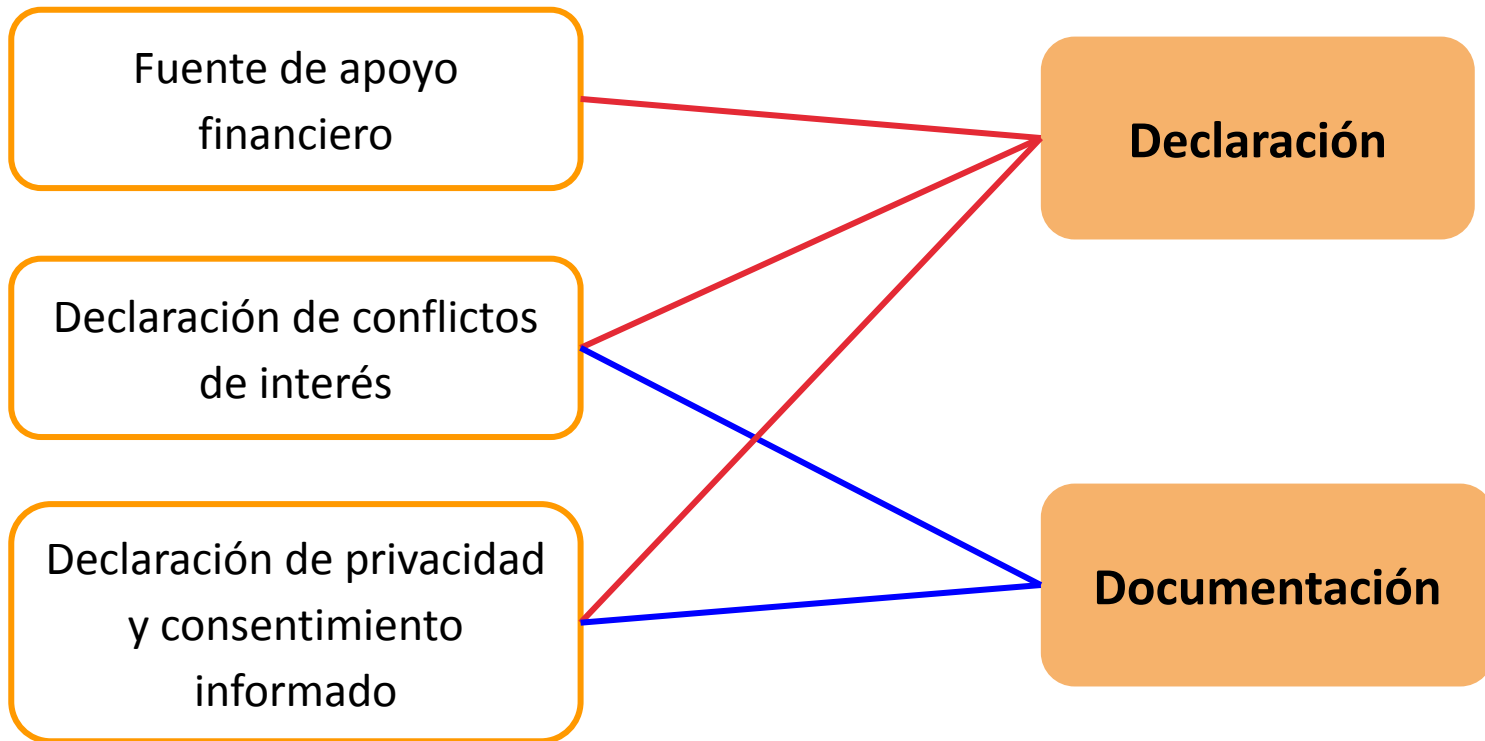 Fuente de apoyo
financiero
Declaración
Declaración de conflictos
de interés
Declaración de privacidad
y consentimiento
informado
Documentación